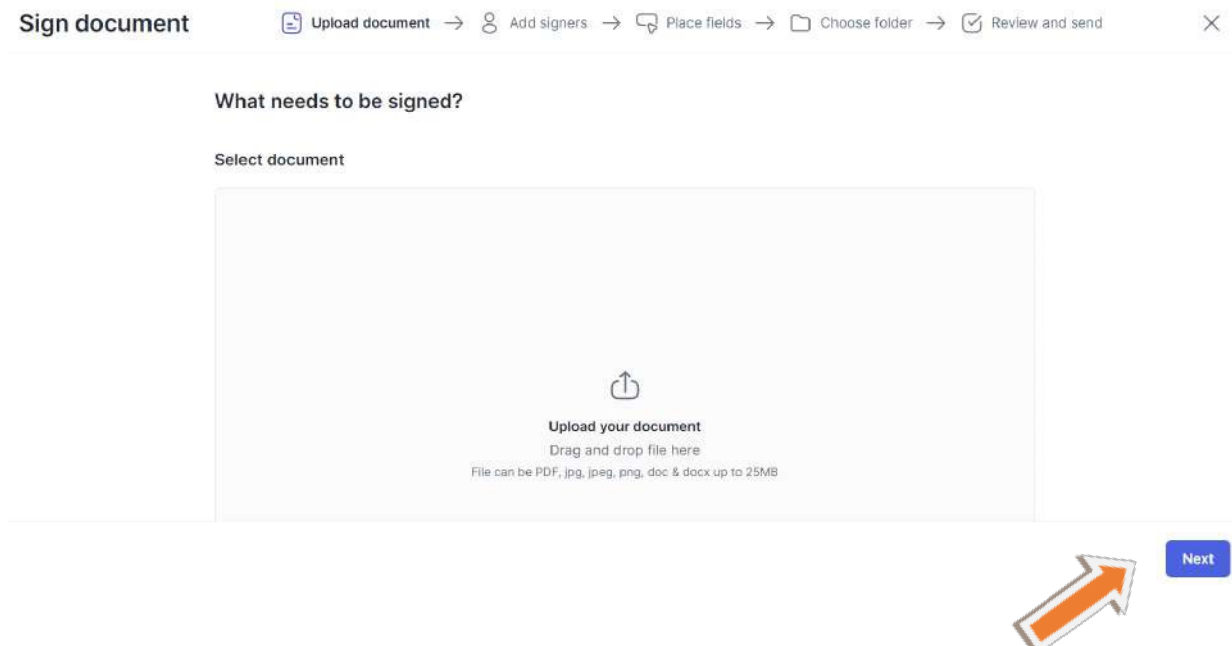 Sign document
Upload document → Add signers → Place fields → Choose folder → Review and send
What needs to be signed?
Select document
Upload your document
Drag and drop file here
File can be PDF, jpg, jpeg, png, doc & docx up to 25MB
Next